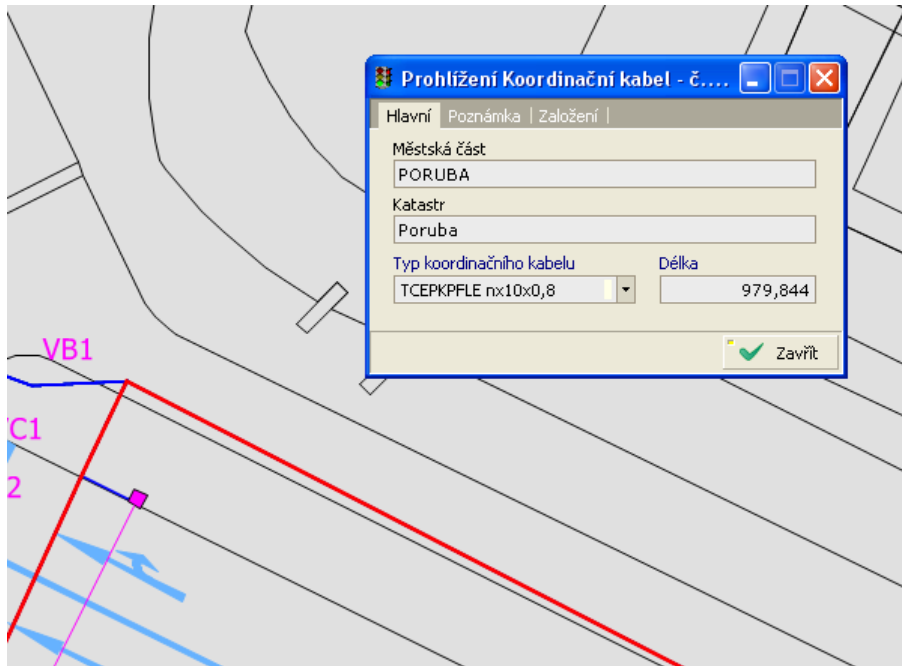 Prohlížení Koordinační kabel - č....
Hlavní Poznámka Založení
Městská část
PORUBA
Katastr
Poruba
Typ koordinačního kabelu Délka
TCEPKPFLE nx10x0,8 979,844
Zavřít
VB1
C1
2